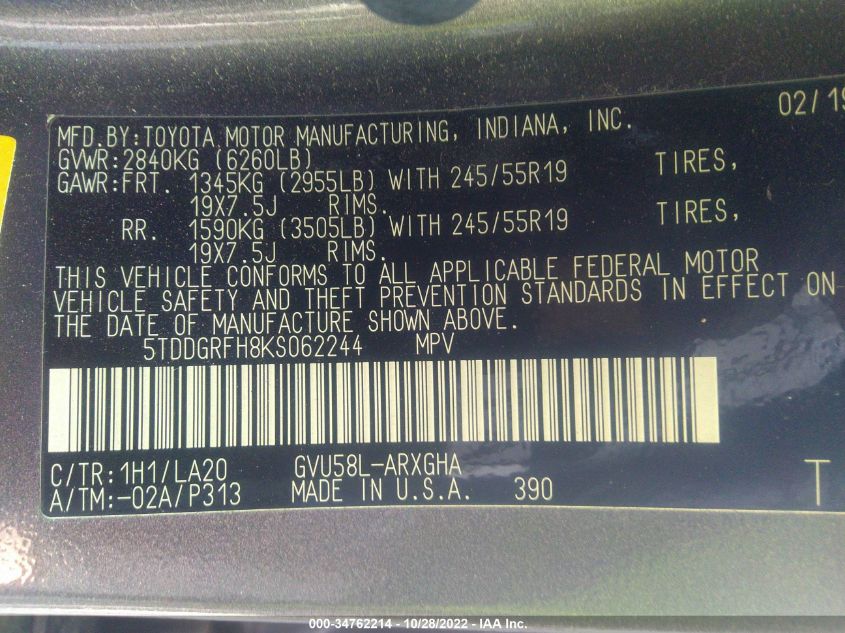 02/19
MFD.BY:TOYOTA MOTOR MANUFACTURING, INDIANA, INC.
GVWR:2840KG (6260LB)
GAWR:FRT. 1345KG (2955LB) WITH 245/55R19 TIRES,
19X7.5J RIMS.
RR. 1590KG (3505LB) WITH 245/55R19 TIRES,
19X7.5J RIMS.
THIS VEHICLE CONFORMS TO ALL APPLICABLE FEDERAL MOTOR
VEHICLE SAFETY AND THEFT PREVENTION STANDARDS IN EFFECT ON
THE DATE OF MANUFACTURE SHOWN ABOVE.
5TDDGRFH8KS062244 MPV
C/TR:1H1/LA20 GVU58L-ARXGHA
A/TM:-02A/P313 MADE IN U.S.A. 390 T
000-34762214 - 10/28/2022 - IAA Inc.